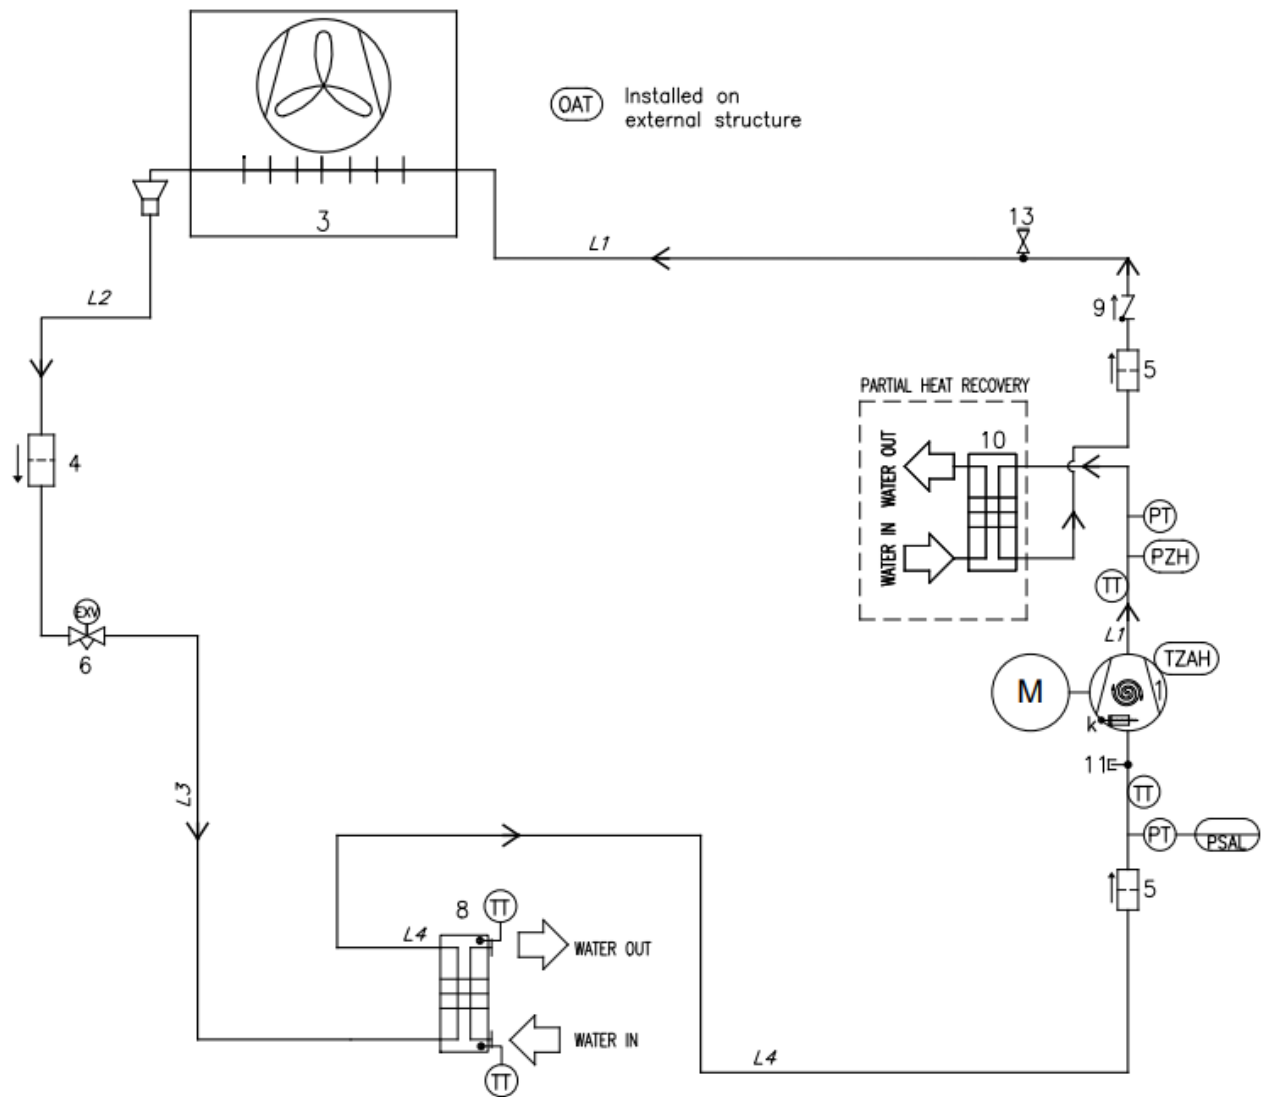 OAT
Installed on
external structure
3
13
L1
L2
9
5
PARTIAL HEAT RECOVERY
10
WATER OUT
WATER IN
4
PT
PZH
TT
L1
TZAH
EXV
6
M
1
k
11
TT
L3
PT
PSAL
5
8
TT
L4
WATER OUT
WATER IN
L4
TT